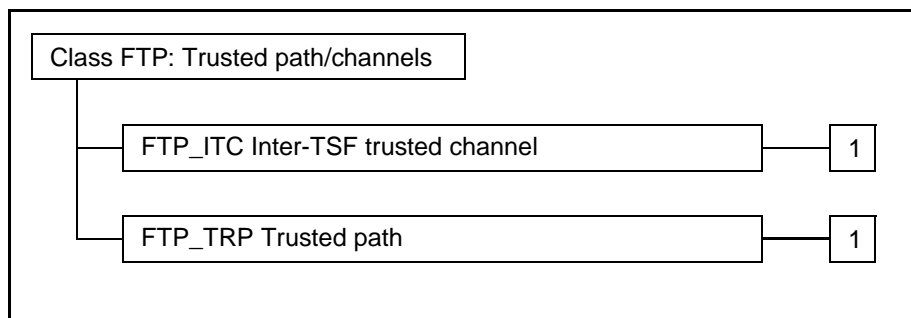 Class FTP: Trusted path/channels
FTP_ITC Inter-TSF trusted channel
1
FTP_TRP Trusted path
1